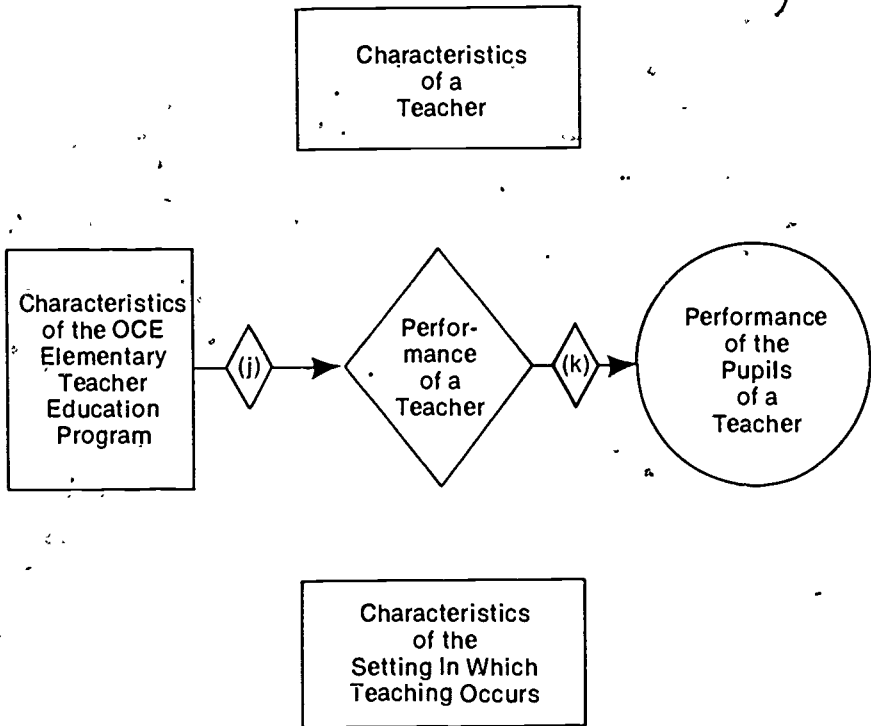 Characteristics
of a
Teacher
Characteristics
of the OCE
Elementary
Teacher
Education
Program
(j)
Perfor-
mance
of a
Teacher
(k)
Performance
of the
Pupils
of a
Teacher
Characteristics
of the
Setting In Which
Teaching Occurs